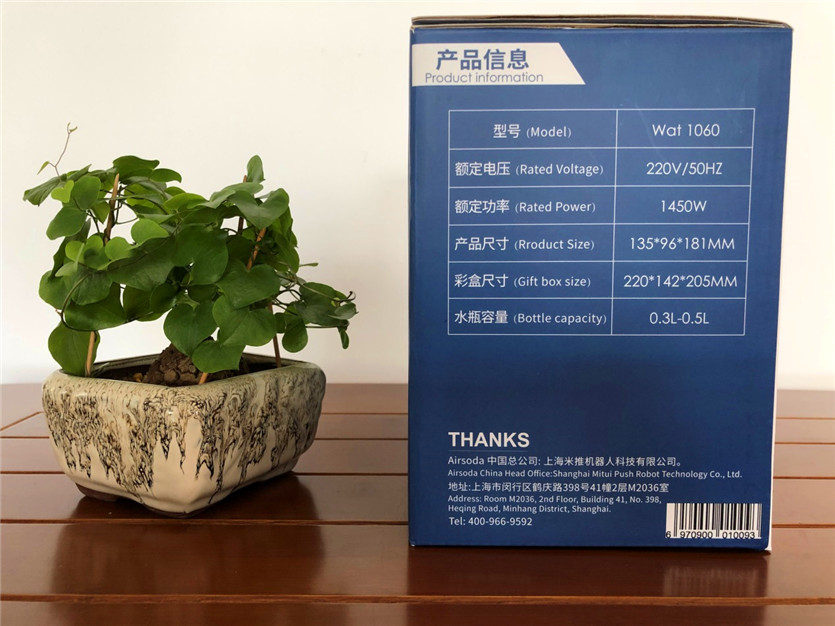 产品信息
Product information
型号 (Model) Wat 1060
额定电压 (Rated Voltage) 220V/50HZ
额定功率 (Rated Power) 1450W
产品尺寸 (Rroduct Size) 135*96*181MM
彩盒尺寸 (Gift box size) 220*142*205MM
水瓶容量 (Bottle capacity) 0.3L-0.5L
THANKS
Airsoda 中国总公司: 上海米推机器人科技有限公司。
Airsoda China Head Office:Shanghai Mitui Push Robot Technology Co., Ltd.
地址:上海市闵行区鹤庆路398号41幢2层M2036室
Address: Room M2036, 2nd Floor, Building 41, No. 398,
Heqing Road, Minhang District, Shanghai.
Tel: 400-966-9592
6 970900 010093